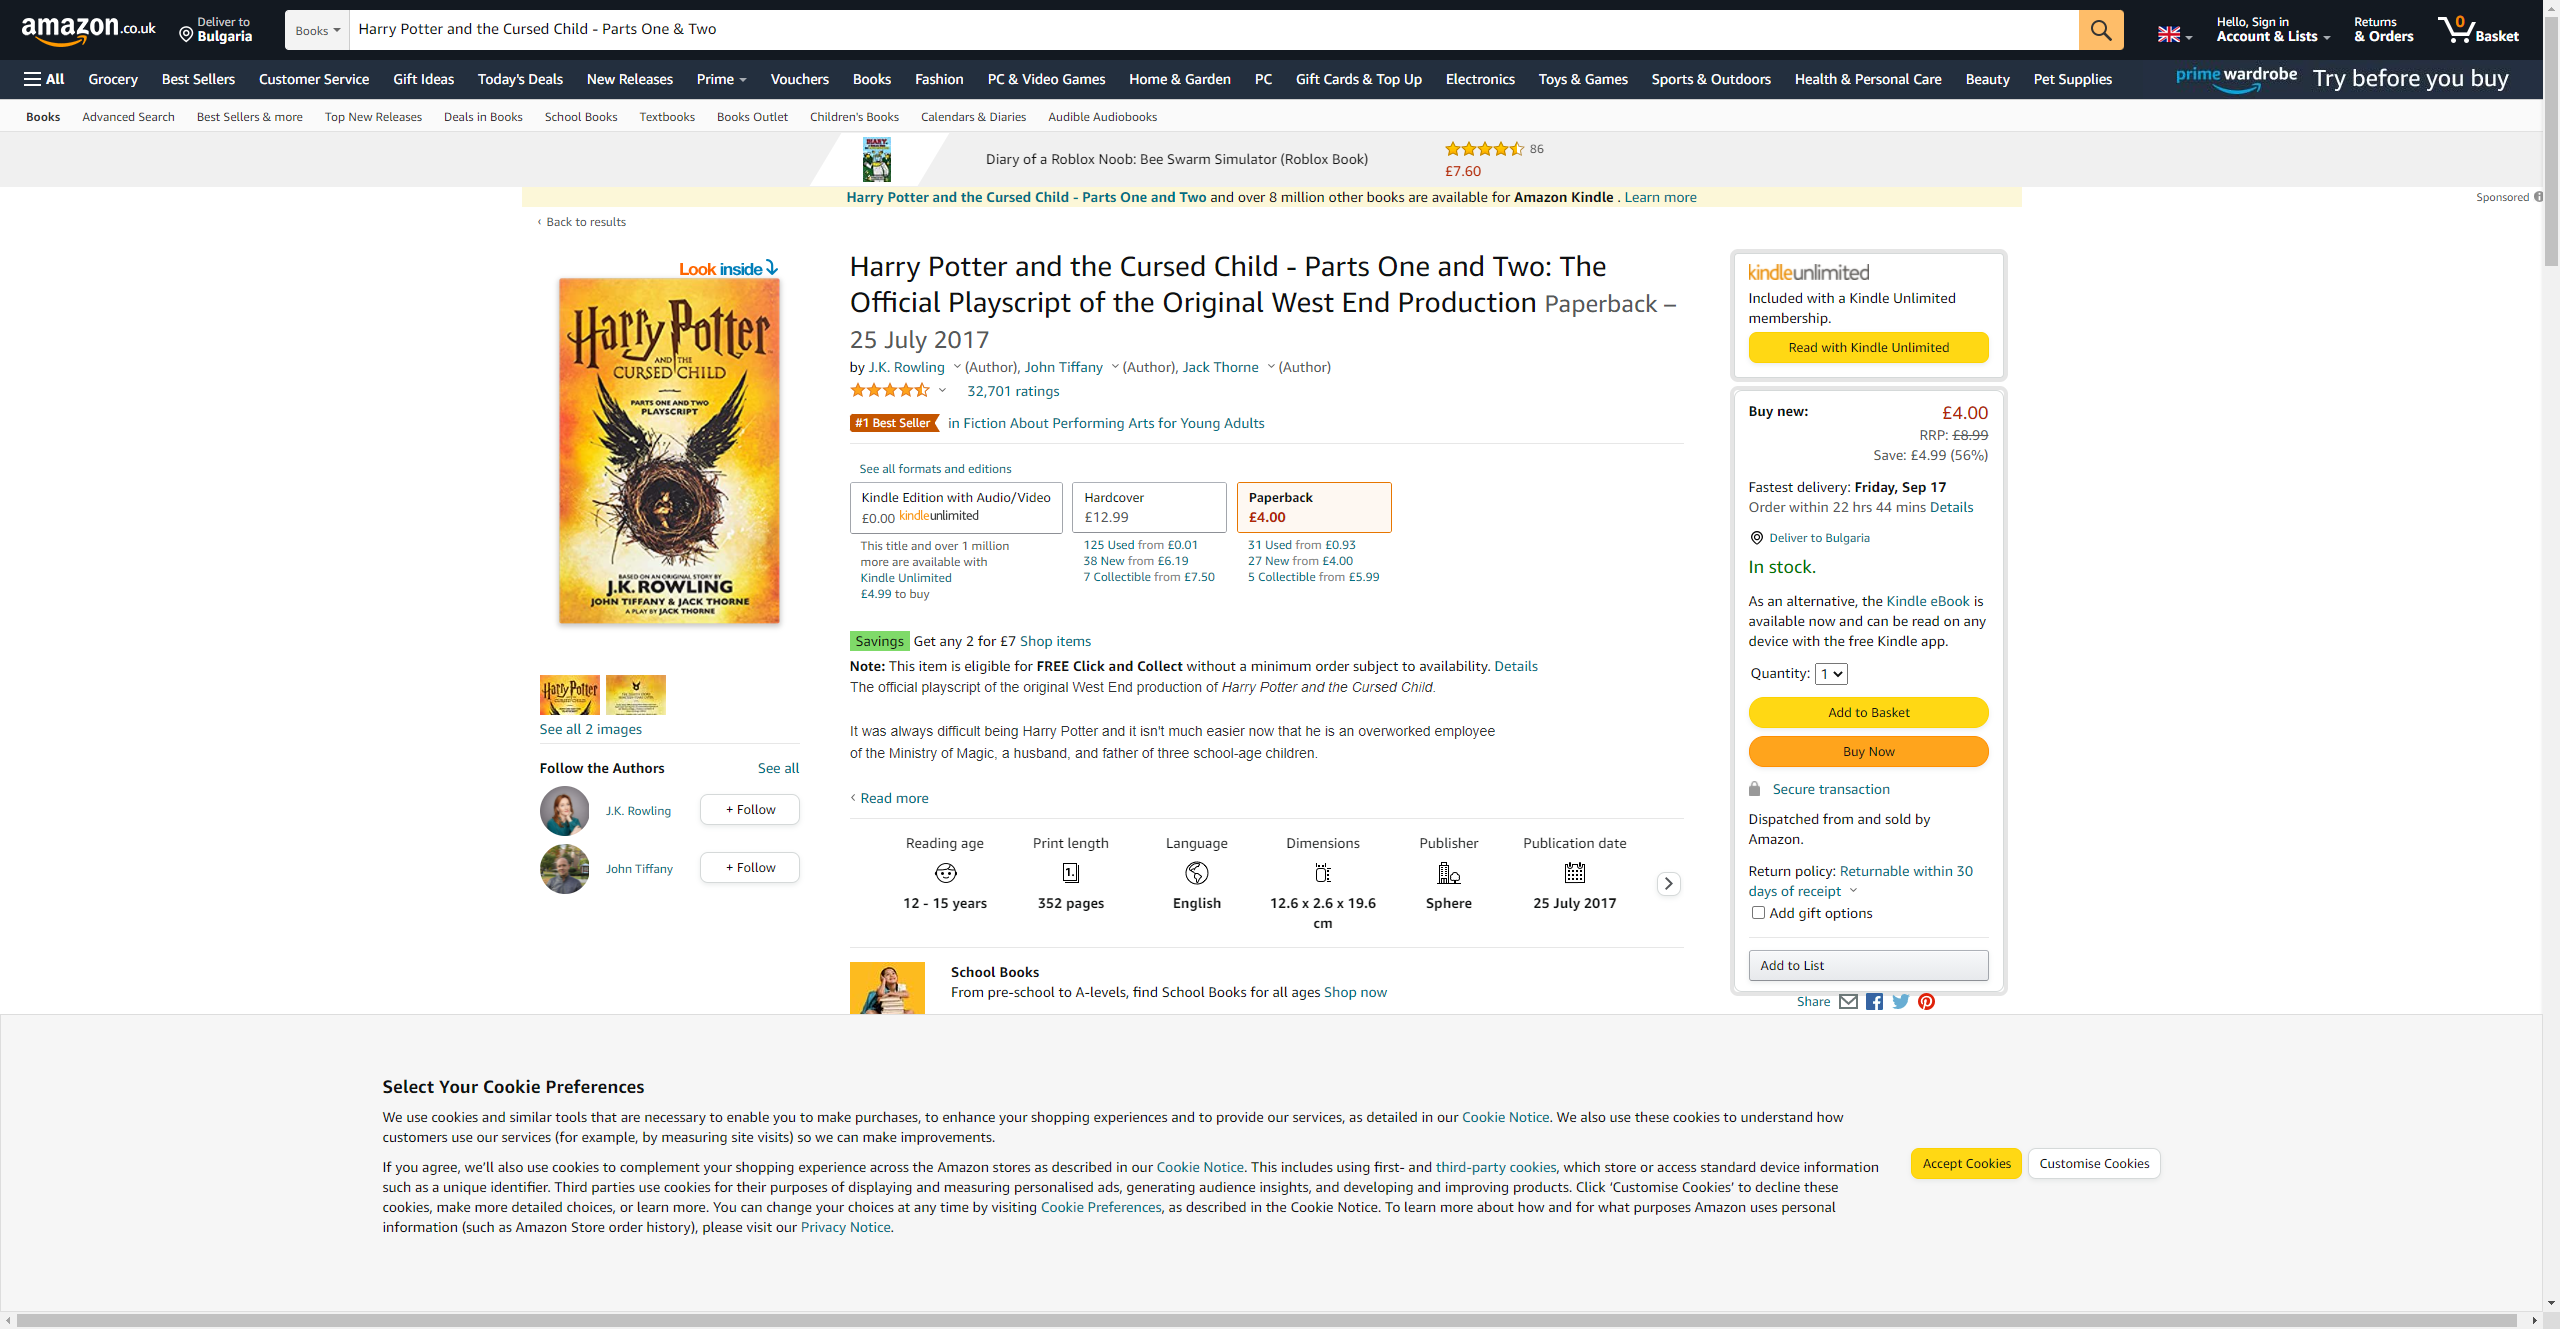 amazon.co.uk
Deliver to
Bulgaria
Books
Harry Potter and the Cursed Child - Parts One & Two
Hello, Sign in
Account & Lists
Returns
& Orders
0
Basket
All Grocery Best Sellers Customer Service Gift Ideas Today's Deals New Releases Prime Vouchers Books Fashion PC & Video Games Home & Garden PC Gift Cards & Top Up Electronics Toys & Games Sports & Outdoors Health & Personal Care Beauty Pet Supplies prime wardrobe Try before you buy
Books Advanced Search Best Sellers & more Top New Releases Deals in Books School Books Textbooks Books Outlet Children's Books Calendars & Diaries Audible Audiobooks
Diary of a Roblox Noob: Bee Swarm Simulator (Roblox Book)
86
£7.60
Harry Potter and the Cursed Child - Parts One and Two and over 8 million other books are available for Amazon Kindle . Learn more
Sponsored
‹ Back to results
Look inside
Harry Potter
AND THE
CURSED CHILD
PARTS ONE AND TWO
PLAYSCRIPT
BASED ON AN ORIGINAL STORY BY
J.K. ROWLING
JOHN TIFFANY & JACK THORNE
A PLAY BY JACK THORNE
Harry Potter
See all 2 images
Follow the Authors
See all
J.K. Rowling
+ Follow
John Tiffany
+ Follow
Harry Potter and the Cursed Child - Parts One and Two: The
Official Playscript of the Original West End Production Paperback –
25 July 2017
by J.K. Rowling (Author), John Tiffany (Author), Jack Thorne (Author)
32,701 ratings
#1 Best Seller in Fiction About Performing Arts for Young Adults
See all formats and editions
Kindle Edition with Audio/Video
£0.00 kindleunlimited
This title and over 1 million
more are available with
Kindle Unlimited
£4.99 to buy
Hardcover
£12.99
125 Used from £0.01
38 New from £6.19
7 Collectible from £7.50
Paperback
£4.00
31 Used from £0.93
27 New from £4.00
5 Collectible from £5.99
Savings Get any 2 for £7 Shop items
Note: This item is eligible for FREE Click and Collect without a minimum order subject to availability. Details
The official playscript of the original West End production of Harry Potter and the Cursed Child.
It was always difficult being Harry Potter and it isn't much easier now that he is an overworked employee
of the Ministry of Magic, a husband, and father of three school-age children.
‹ Read more
Reading age
12 - 15 years
Print length
1.
352 pages
Language
English
Dimensions
12.6 x 2.6 x 19.6
cm
Publisher
Sphere
Publication date
25 July 2017
School Books
From pre-school to A-levels, find School Books for all ages Shop now
kindleunlimited
Included with a Kindle Unlimited
membership.
Read with Kindle Unlimited
Buy new:
£4.00
RRP: £8.99
Save: £4.99 (56%)
Fastest delivery: Friday, Sep 17
Order within 22 hrs 44 mins Details
Deliver to Bulgaria
In stock.
As an alternative, the Kindle eBook is
available now and can be read on any
device with the free Kindle app.
Quantity: 1
Add to Basket
Buy Now
Secure transaction
Dispatched from and sold by
Amazon.
Return policy: Returnable within 30
days of receipt
Add gift options
Add to List
Share
Select Your Cookie Preferences
We use cookies and similar tools that are necessary to enable you to make purchases, to enhance your shopping experiences and to provide our services, as detailed in our Cookie Notice. We also use these cookies to understand how
customers use our services (for example, by measuring site visits) so we can make improvements.
If you agree, we'll also use cookies to complement your shopping experience across the Amazon stores as described in our Cookie Notice. This includes using first- and third-party cookies, which store or access standard device information
such as a unique identifier. Third parties use cookies for their purposes of displaying and measuring personalised ads, generating audience insights, and developing and improving products. Click 'Customise Cookies' to decline these
cookies, make more detailed choices, or learn more. You can change your choices at any time by visiting Cookie Preferences, as described in the Cookie Notice. To learn more about how and for what purposes Amazon uses personal
information (such as Amazon Store order history), please visit our Privacy Notice.
Accept Cookies
Customise Cookies